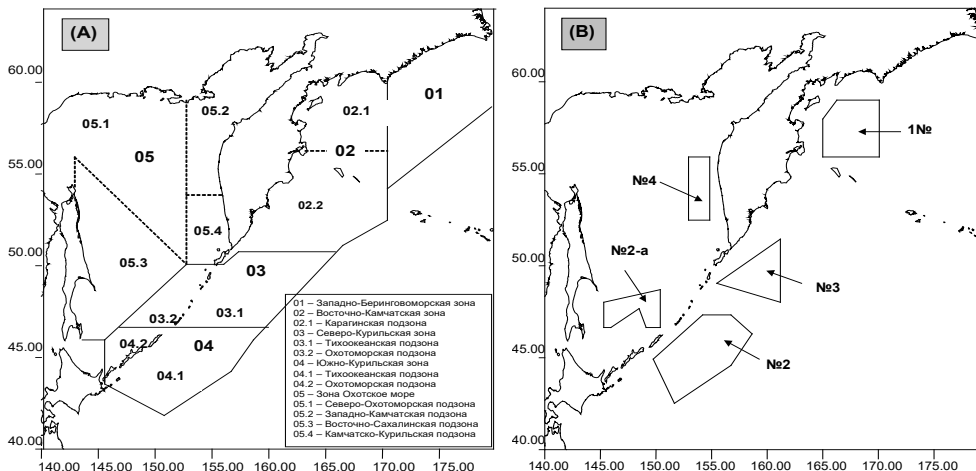 (A)
60.00
55.00
50.00
45.00
40.00
140.00 145.00 150.00 155.00 160.00 165.00 170.00 175.00
05.1
05.2
02.1
01
05
02
02.2
05.4
05.3
03
03.2
03.1
04.2
04
04.1
01 – Западно-Беринговоморская зона
02 – Восточно-Камчатская зона
02.1 – Карагинская подзона
03 – Северо-Курильская зона
03.1 – Тихоокеанская подзона
03.2 – Охотоморская подзона
04 – Южно-Курильская зона
04.1 – Тихоокеанская подзона
04.2 – Охотоморская подзона
05 – Зона Охотское море
05.1 – Северо-Охотоморская подзона
05.2 – Западно-Камчатская подзона
05.3 – Восточно-Сахалинская подзона
05.4 – Камчатско-Курильская подзона
(B)
60.00
55.00
50.00
45.00
40.00
140.00 145.00 150.00 155.00 160.00 165.00 170.00 175.00
1№
№4
№2-а
№3
№2